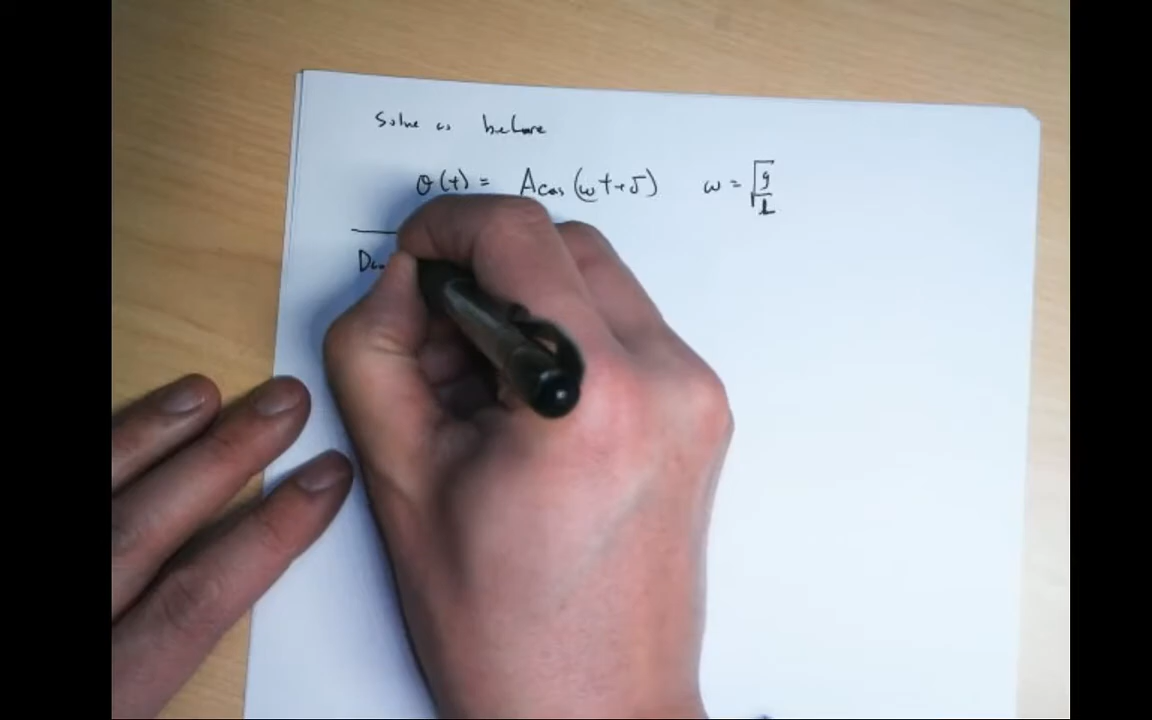 Solve as before
θ(t) = A cos (ωt+δ) ω = √g/L